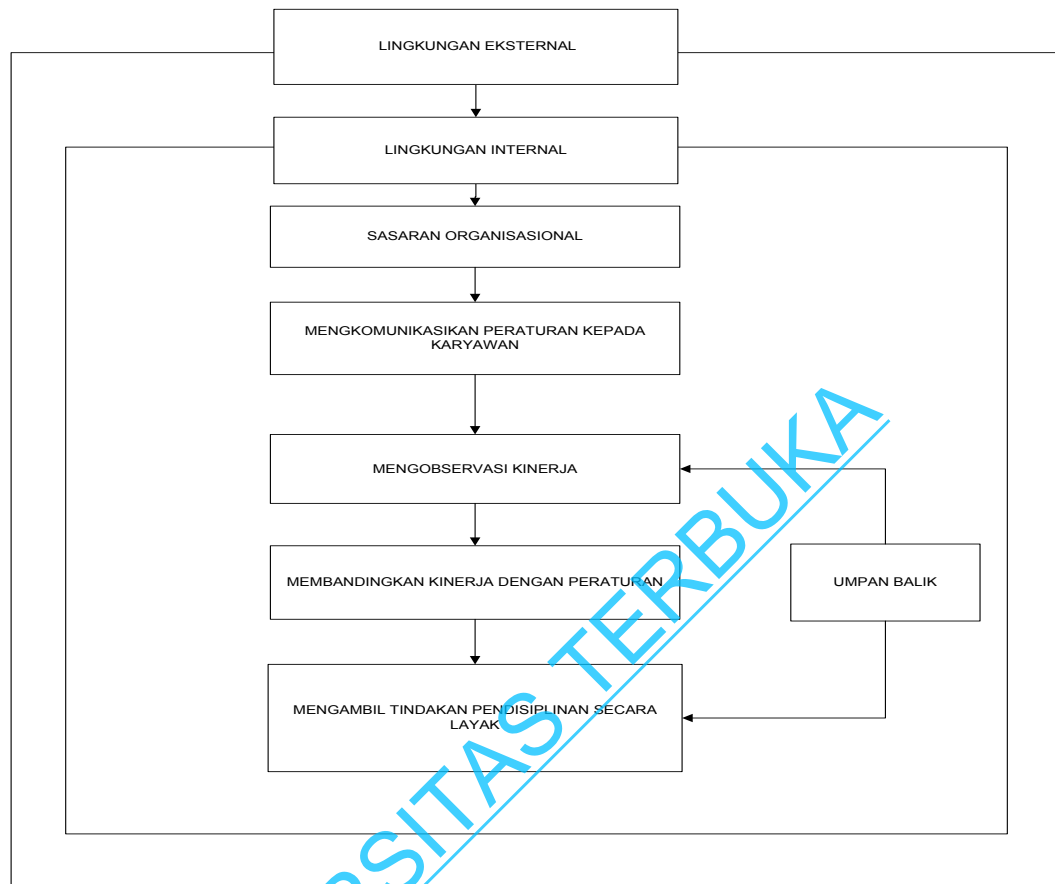 LINGKUNGAN EKSTERNAL
LINGKUNGAN INTERNAL
SASARAN ORGANISASIONAL
MENGKOMUNIKASIKAN PERATURAN KEPADA
KARYAWAN
MENGOBSERVASI KINERJA
MEMBANDINGKAN KINERJA DENGAN PERATURAN
UMPAN BALIK
MENGAMBIL TINDAKAN PENDISIPLINAN SECARA
LAYAK
RSITAS TERBUKA